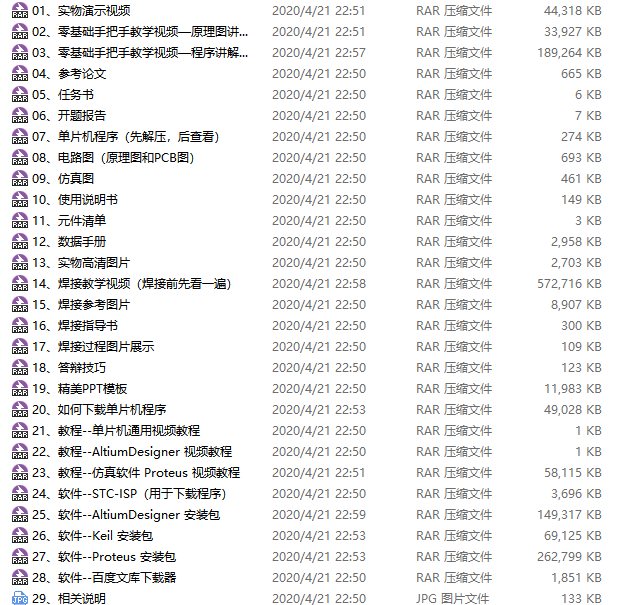 01、实物演示视频 2020/4/21 22:51 RAR 压缩文件 44,318 KB
02、零基础手把手教学视频—原理图讲... 2020/4/21 22:51 RAR 压缩文件 33,927 KB
03、零基础手把手教学视频—程序讲解... 2020/4/21 22:57 RAR 压缩文件 189,264 KB
04、参考论文 2020/4/21 22:50 RAR 压缩文件 665 KB
05、任务书 2020/4/21 22:50 RAR 压缩文件 6 KB
06、开题报告 2020/4/21 22:50 RAR 压缩文件 7 KB
07、单片机程序（先解压，后查看） 2020/4/21 22:50 RAR 压缩文件 274 KB
08、电路图（原理图和PCB图） 2020/4/21 22:50 RAR 压缩文件 693 KB
09、仿真图 2020/4/21 22:50 RAR 压缩文件 461 KB
10、使用说明书 2020/4/21 22:50 RAR 压缩文件 149 KB
11、元件清单 2020/4/21 22:50 RAR 压缩文件 3 KB
12、数据手册 2020/4/21 22:50 RAR 压缩文件 2,958 KB
13、实物高清图片 2020/4/21 22:50 RAR 压缩文件 2,703 KB
14、焊接教学视频（焊接前先看一遍） 2020/4/21 22:58 RAR 压缩文件 572,716 KB
15、焊接参考图片 2020/4/21 22:50 RAR 压缩文件 8,907 KB
16、焊接指导书 2020/4/21 22:50 RAR 压缩文件 300 KB
17、焊接过程图片展示 2020/4/21 22:50 RAR 压缩文件 109 KB
18、答辩技巧 2020/4/21 22:50 RAR 压缩文件 123 KB
19、精美PPT模板 2020/4/21 22:50 RAR 压缩文件 11,983 KB
20、如何下载单片机程序 2020/4/21 22:53 RAR 压缩文件 49,028 KB
21、教程--单片机通用视频教程 2020/4/21 22:50 RAR 压缩文件 1 KB
22、教程--AltiumDesigner 视频教程 2020/4/21 22:50 RAR 压缩文件 1 KB
23、教程--仿真软件 Proteus 视频教程 2020/4/21 22:51 RAR 压缩文件 58,115 KB
24、软件--STC-ISP（用于下载程序） 2020/4/21 22:50 RAR 压缩文件 3,696 KB
25、软件--AltiumDesigner 安装包 2020/4/21 22:59 RAR 压缩文件 149,317 KB
26、软件--Keil 安装包 2020/4/21 22:53 RAR 压缩文件 69,125 KB
27、软件--Proteus 安装包 2020/4/21 22:53 RAR 压缩文件 262,799 KB
28、软件--百度文库下载器 2020/4/21 22:50 RAR 压缩文件 1,851 KB
29、相关说明 2020/4/21 22:50 JPG 图片文件 133 KB